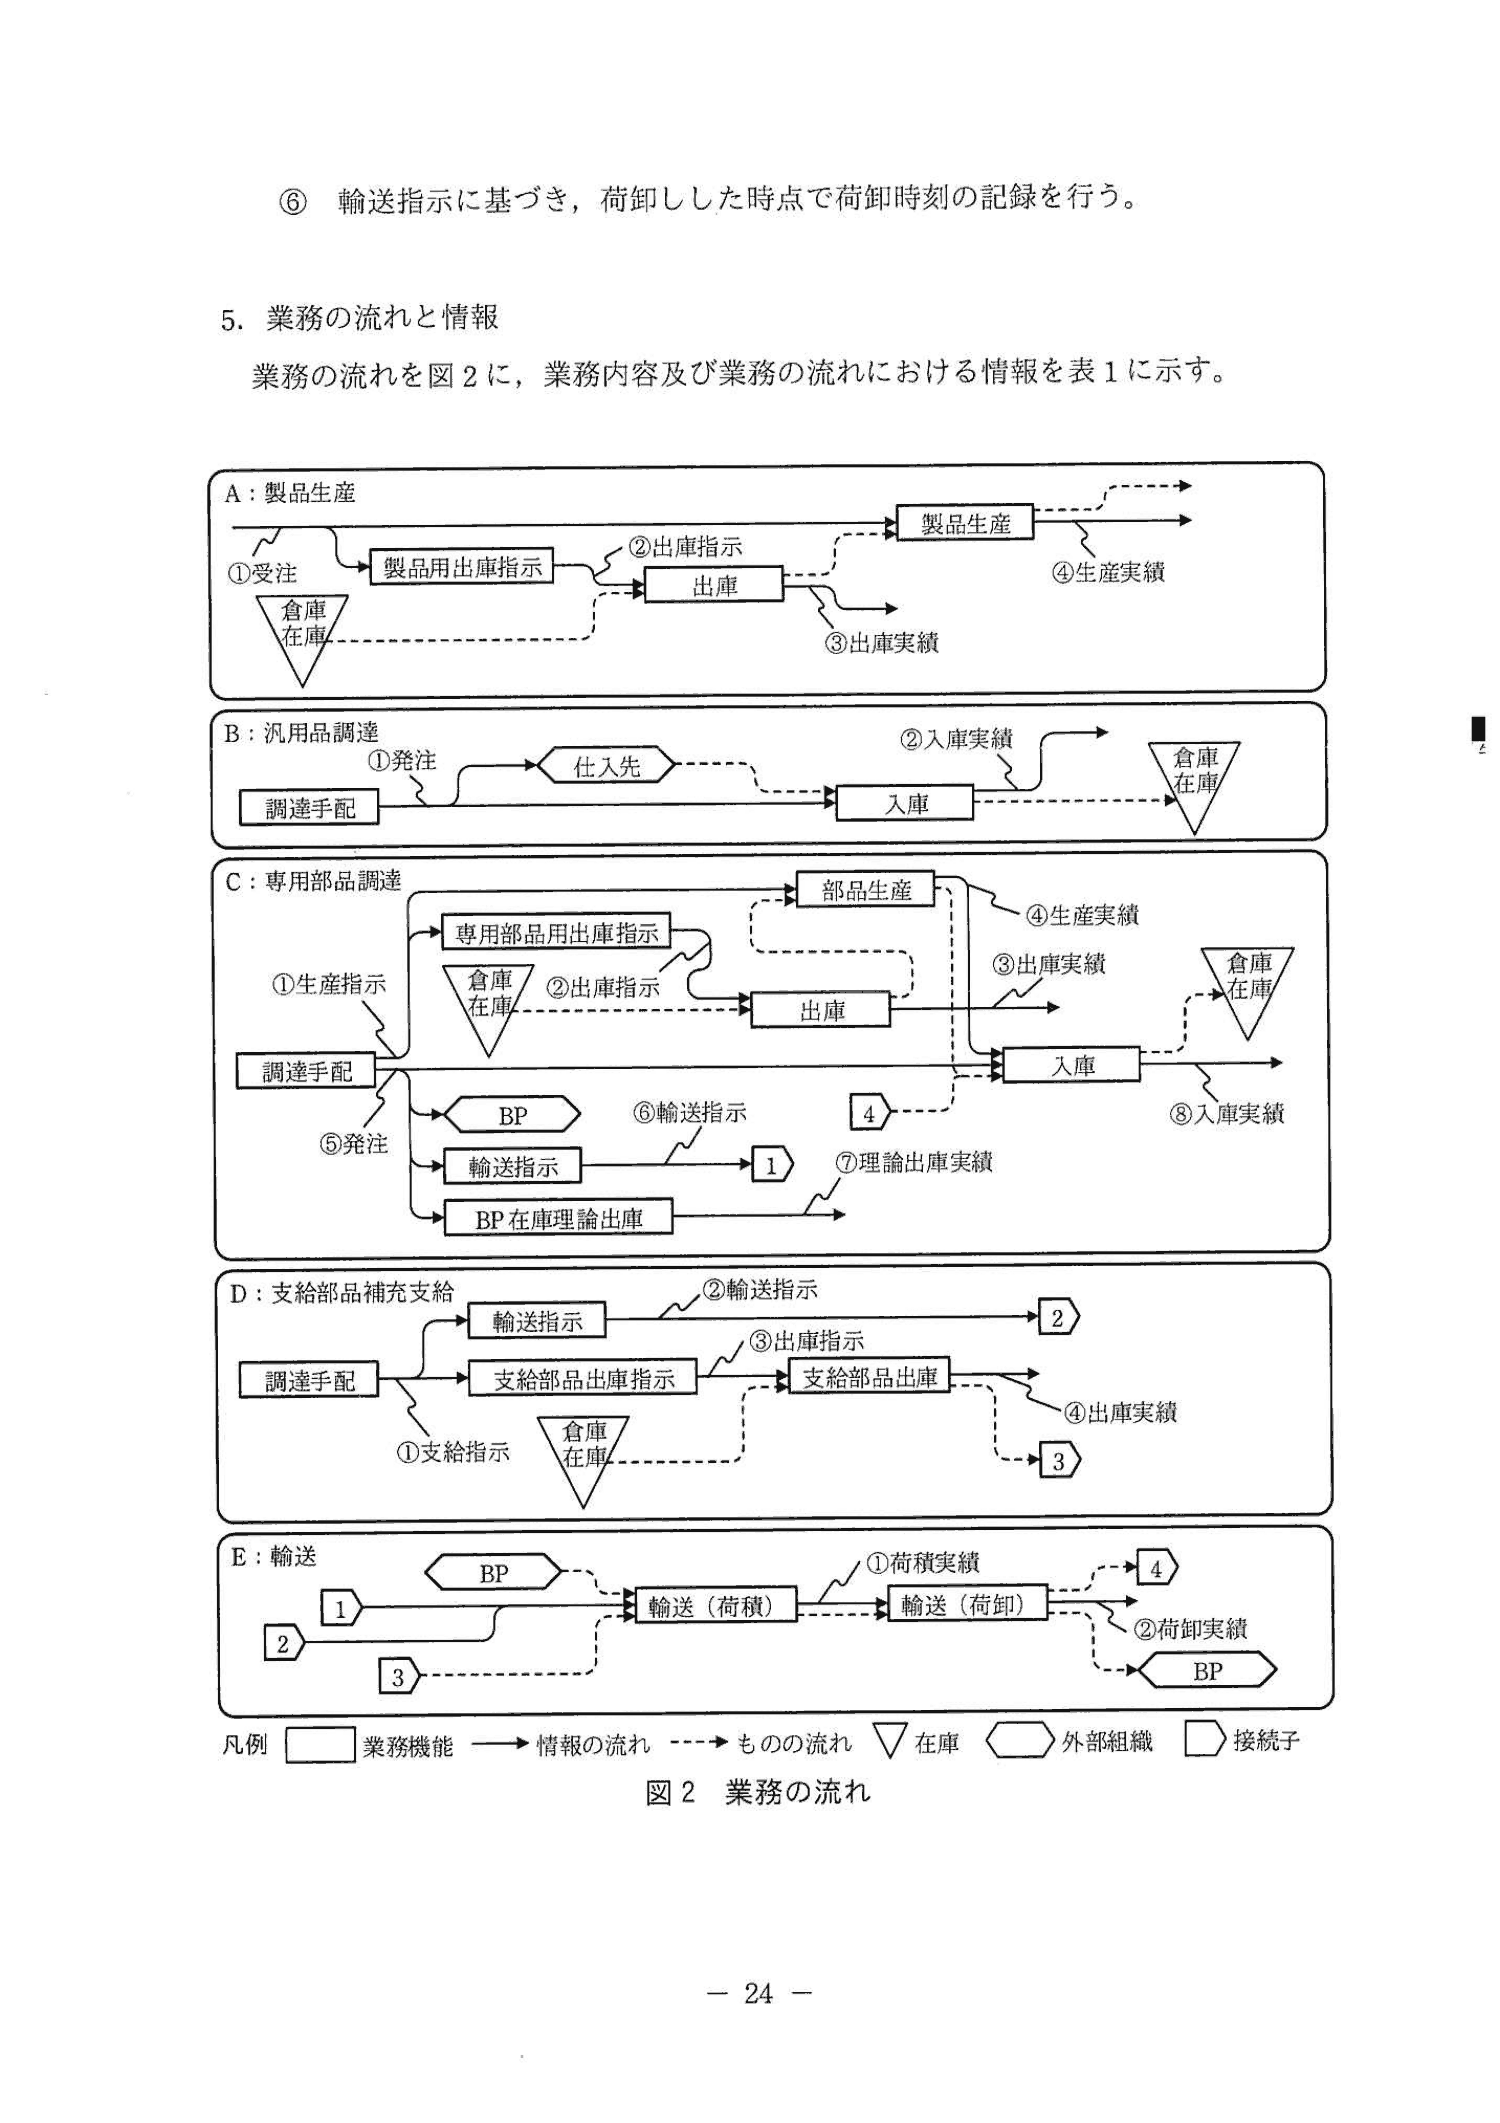 ⑥ 輸送指示に基づき，荷卸しした時点で荷卸時刻の記録を行う。
5. 業務の流れと情報
業務の流れを図2に，業務内容及び業務の流れにおける情報を表1に示す。
A：製品生産
①受注
製品用出庫指示
②出庫指示
出庫
③出庫実績
製品生産
④生産実績
倉庫
在庫
B：汎用品調達
①発注
調達手配
仕入先
入庫
②入庫実績
倉庫
在庫
C：専用部品調達
①生産指示
調達手配
⑤発注
専用部品用出庫指示
倉庫
在庫
②出庫指示
部品生産
④生産実績
出庫
③出庫実績
倉庫
在庫
入庫
⑧入庫実績
BP
4
輸送指示
⑥輸送指示
1
BP在庫理論出庫
⑦理論出庫実績
D：支給部品補充支給
調達手配
①支給指示
輸送指示
②輸送指示
2
支給部品出庫指示
③出庫指示
支給部品出庫
④出庫実績
倉庫
在庫
3
E：輸送
BP
1
2
3
輸送（荷積）
①荷積実績
輸送（荷卸）
4
②荷卸実績
BP
凡例 業務機能 情報の流れ ものの流れ 在庫 外部組織 接続子
図2 業務の流れ
－ 24 －